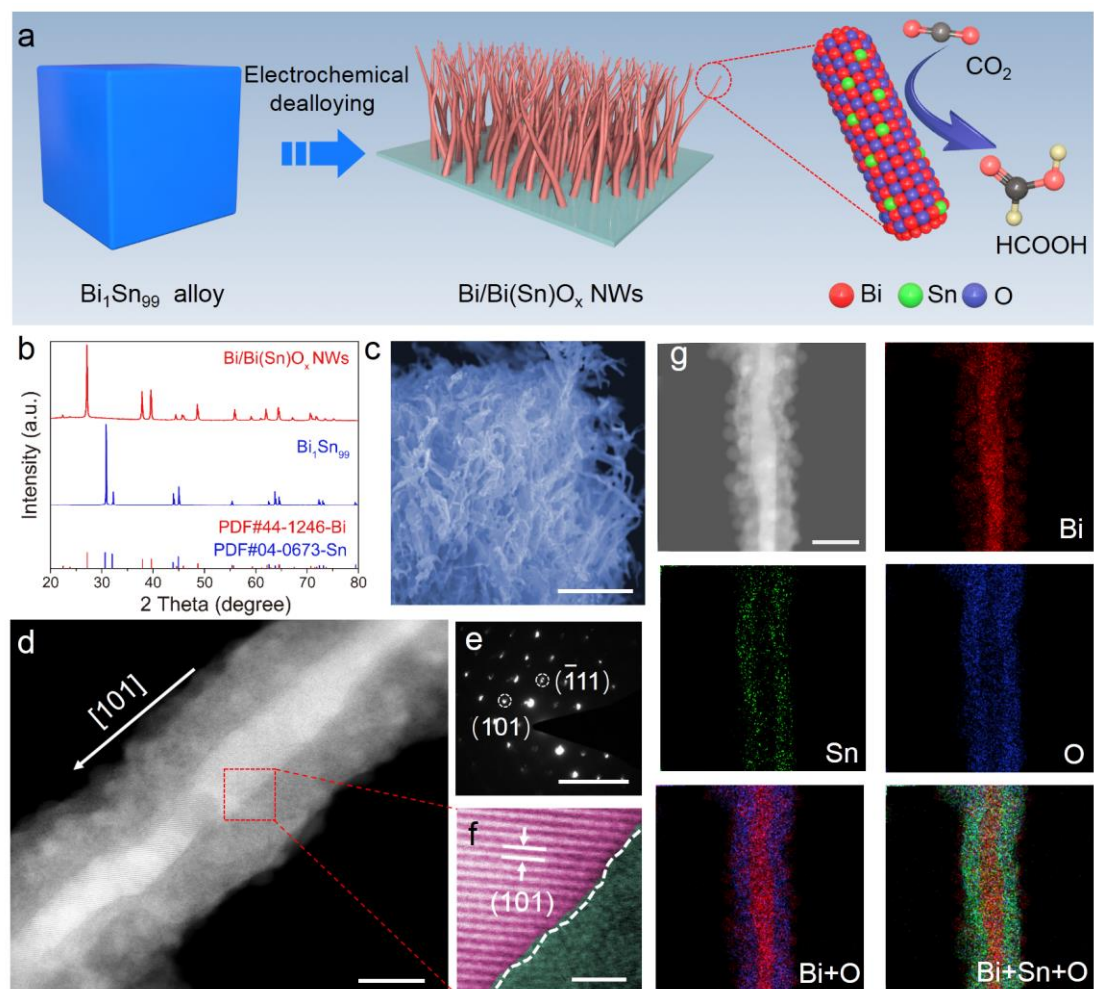 a
Electrochemical
dealloying
CO₂
HCOOH
Bi₁Sn₉₉ alloy
Bi/Bi(Sn)Oₓ NWs
Bi Sn O
b
Bi/Bi(Sn)Oₓ NWs
Bi₁Sn₉₉
PDF#44-1246-Bi
PDF#04-0673-Sn
Intensity (a.u.)
20 30 40 50 60 70 80
2 Theta (degree)
c
g
Bi
Sn
O
Bi+O
Bi+Sn+O
d
[101]
e
(1̄11)
(101)
f
(101)